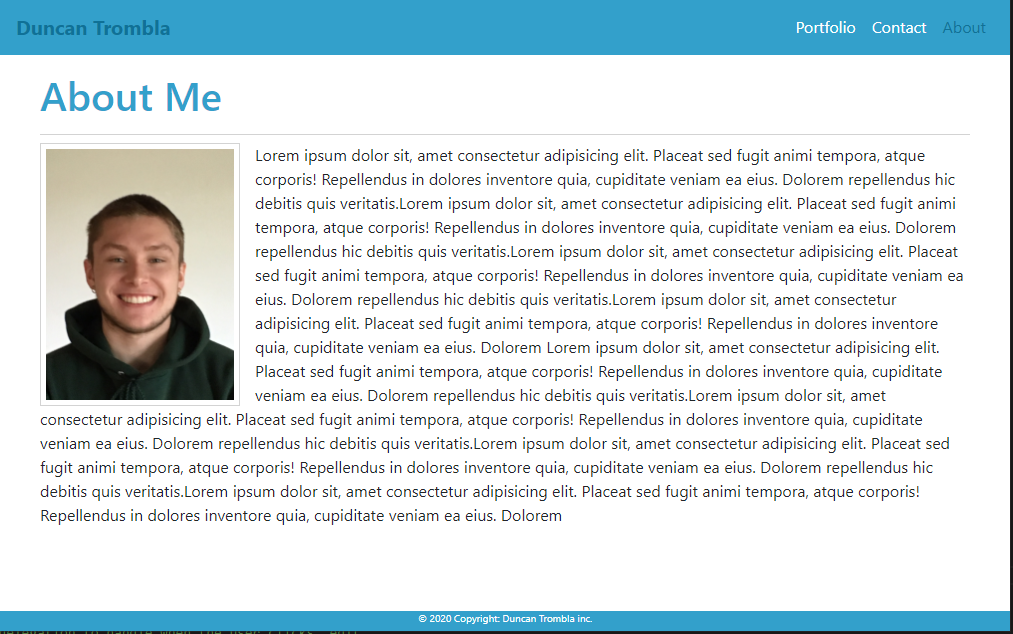 Duncan Trombla
Portfolio
Contact
About
About Me
Lorem ipsum dolor sit, amet consectetur adipisicing elit. Placeat sed fugit animi tempora, atque
corporis! Repellendus in dolores inventore quia, cupiditate veniam ea eius. Dolorem repellendus hic
debitis quis veritatis.Lorem ipsum dolor sit, amet consectetur adipisicing elit. Placeat sed fugit animi
tempora, atque corporis! Repellendus in dolores inventore quia, cupiditate veniam ea eius. Dolorem
repellendus hic debitis quis veritatis.Lorem ipsum dolor sit, amet consectetur adipisicing elit. Placeat
sed fugit animi tempora, atque corporis! Repellendus in dolores inventore quia, cupiditate veniam ea
eius. Dolorem repellendus hic debitis quis veritatis.Lorem ipsum dolor sit, amet consectetur
adipisicing elit. Placeat sed fugit animi tempora, atque corporis! Repellendus in dolores inventore
quia, cupiditate veniam ea eius. Dolorem Lorem ipsum dolor sit, amet consectetur adipisicing elit.
Placeat sed fugit animi tempora, atque corporis! Repellendus in dolores inventore quia, cupiditate
veniam ea eius. Dolorem repellendus hic debitis quis veritatis.Lorem ipsum dolor sit, amet
consectetur adipisicing elit. Placeat sed fugit animi tempora, atque corporis! Repellendus in dolores inventore quia, cupiditate
veniam ea eius. Dolorem repellendus hic debitis quis veritatis.Lorem ipsum dolor sit, amet consectetur adipisicing elit. Placeat sed
fugit animi tempora, atque corporis! Repellendus in dolores inventore quia, cupiditate veniam ea eius. Dolorem repellendus hic
debitis quis veritatis.Lorem ipsum dolor sit, amet consectetur adipisicing elit. Placeat sed fugit animi tempora, atque corporis!
Repellendus in dolores inventore quia, cupiditate veniam ea eius. Dolorem
© 2020 Copyright: Duncan Trombla inc.